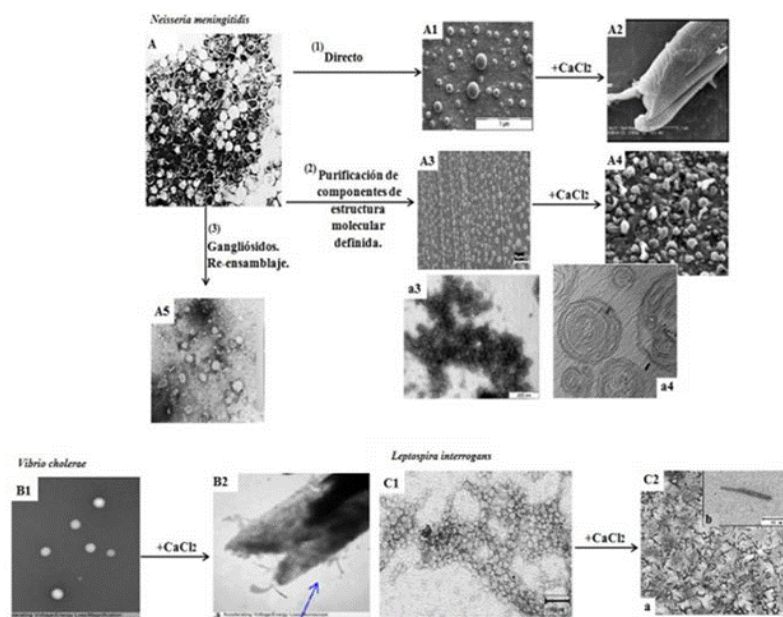 Neisseria meningitidis
A
(1)
Directo
A1
+CaCl2
A2
(2)
Purificación de
componentes de
estructura
molecular
definida.
A3
+CaCl2
A4
(3)
Gangliósidos.
Re-ensamblaje.
A5
a3
a4
Vibrio cholerae
B1
+CaCl2
B2
Leptospira interrogans
C1
+CaCl2
C2
b
a